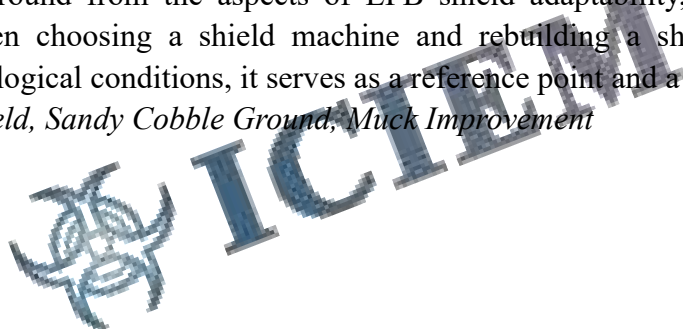 round from the aspects of EPB shield adaptability,
en choosing a shield machine and rebuilding a sh
logical conditions, it serves as a reference point and a
eld, Sandy Cobble Ground, Muck Improvement
ICIEM